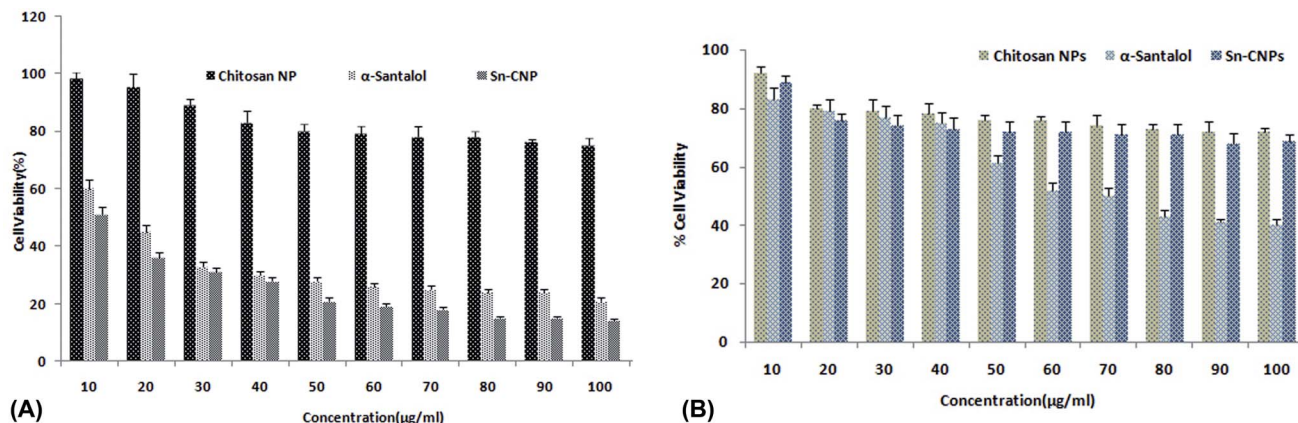 120
100
80
60
40
20
0
Cell Viability(%)
Chitosan NP α-Santalol Sn-CNP
10 20 30 40 50 60 70 80 90 100
Concentration(µg/ml)
(A)
100
80
60
40
20
0
% Cell Viability
Chitosan NPs α-Santalol Sn-CNPs
10 20 30 40 50 60 70 80 90 100
Concentration(µg/ml)
(B)